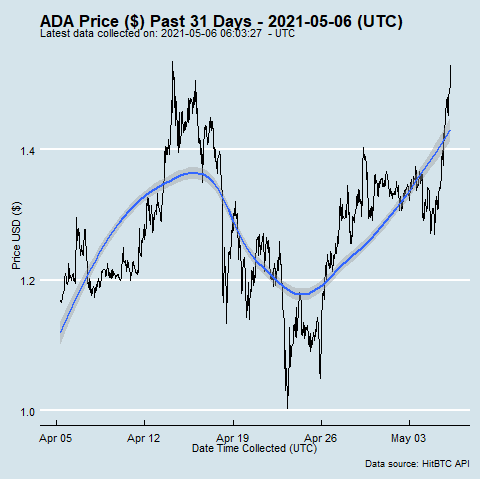 ADA Price ($) Past 31 Days - 2021-05-06 (UTC)
Latest data collected on: 2021-05-06 06:03:27 - UTC
Price USD ($)
1.4
1.2
1.0
Apr 05 Apr 12 Apr 19 Apr 26 May 03
Date Time Collected (UTC)
Data source: HitBTC API